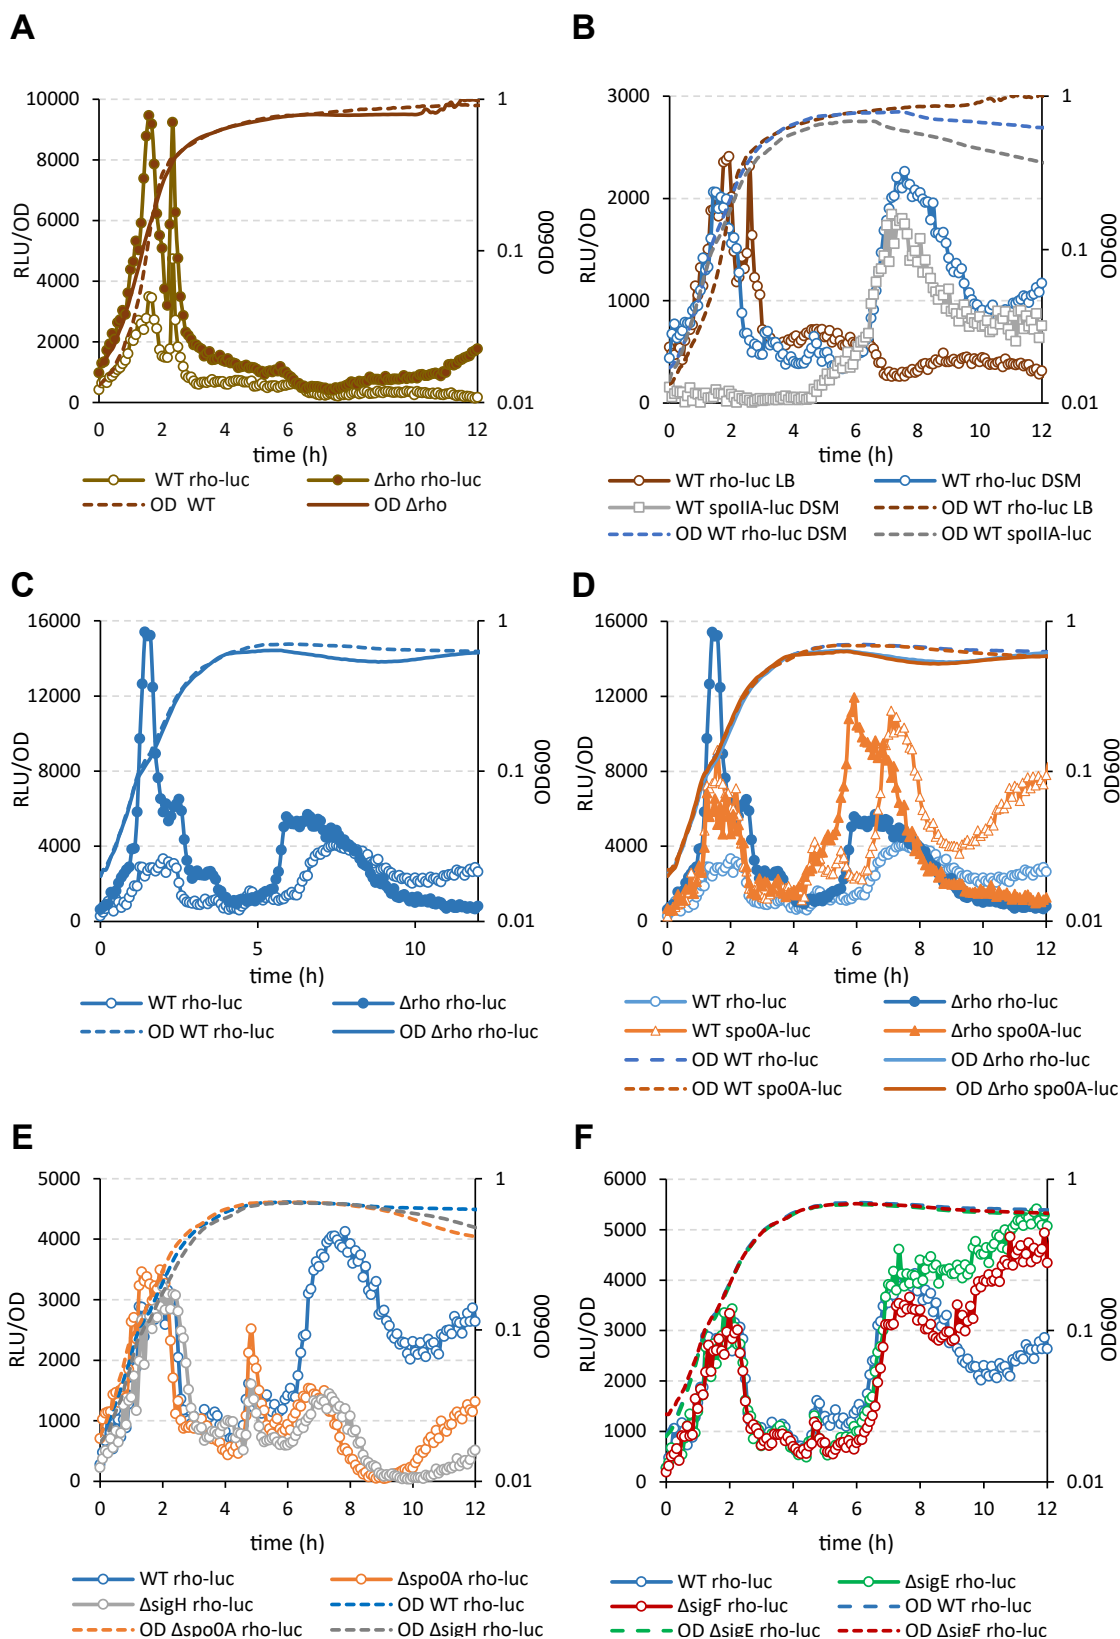 A
B
10000
8000
6000
4000
2000
0
RLU/OD
1
0.1
0.01
OD600
0 2 4 6 8 10 12
time (h)
WT rho-luc
Δrho rho-luc
OD WT
OD Δrho
3000
2000
1000
0
RLU/OD
1
0.1
0.01
OD600
0 2 4 6 8 10 12
time (h)
WT rho-luc LB
WT rho-luc DSM
WT spoIIA-luc DSM
OD WT rho-luc LB
OD WT rho-luc DSM
OD WT spoIIA-luc
C
D
16000
12000
8000
4000
0
RLU/OD
1
0.1
0.01
OD600
0 5 10
time (h)
WT rho-luc
Δrho rho-luc
OD WT rho-luc
OD Δrho rho-luc
16000
12000
8000
4000
0
RLU/OD
1
0.1
0.01
OD600
0 2 4 6 8 10 12
time (h)
WT rho-luc
Δrho rho-luc
WT spo0A-luc
Δrho spo0A-luc
OD WT rho-luc
OD Δrho rho-luc
OD WT spo0A-luc
OD Δrho spo0A-luc
E
F
5000
4000
3000
2000
1000
0
RLU/OD
1
0.1
0.01
OD600
0 2 4 6 8 10 12
time (h)
WT rho-luc
Δspo0A rho-luc
ΔsigH rho-luc
OD WT rho-luc
OD Δspo0A rho-luc
OD ΔsigH rho-luc
6000
5000
4000
3000
2000
1000
0
RLU/OD
1
0.1
0.01
OD600
0 2 4 6 8 10 12
time (h)
WT rho-luc
ΔsigE rho-luc
ΔsigF rho-luc
OD WT rho-luc
OD ΔsigE rho-luc
OD ΔsigF rho-luc